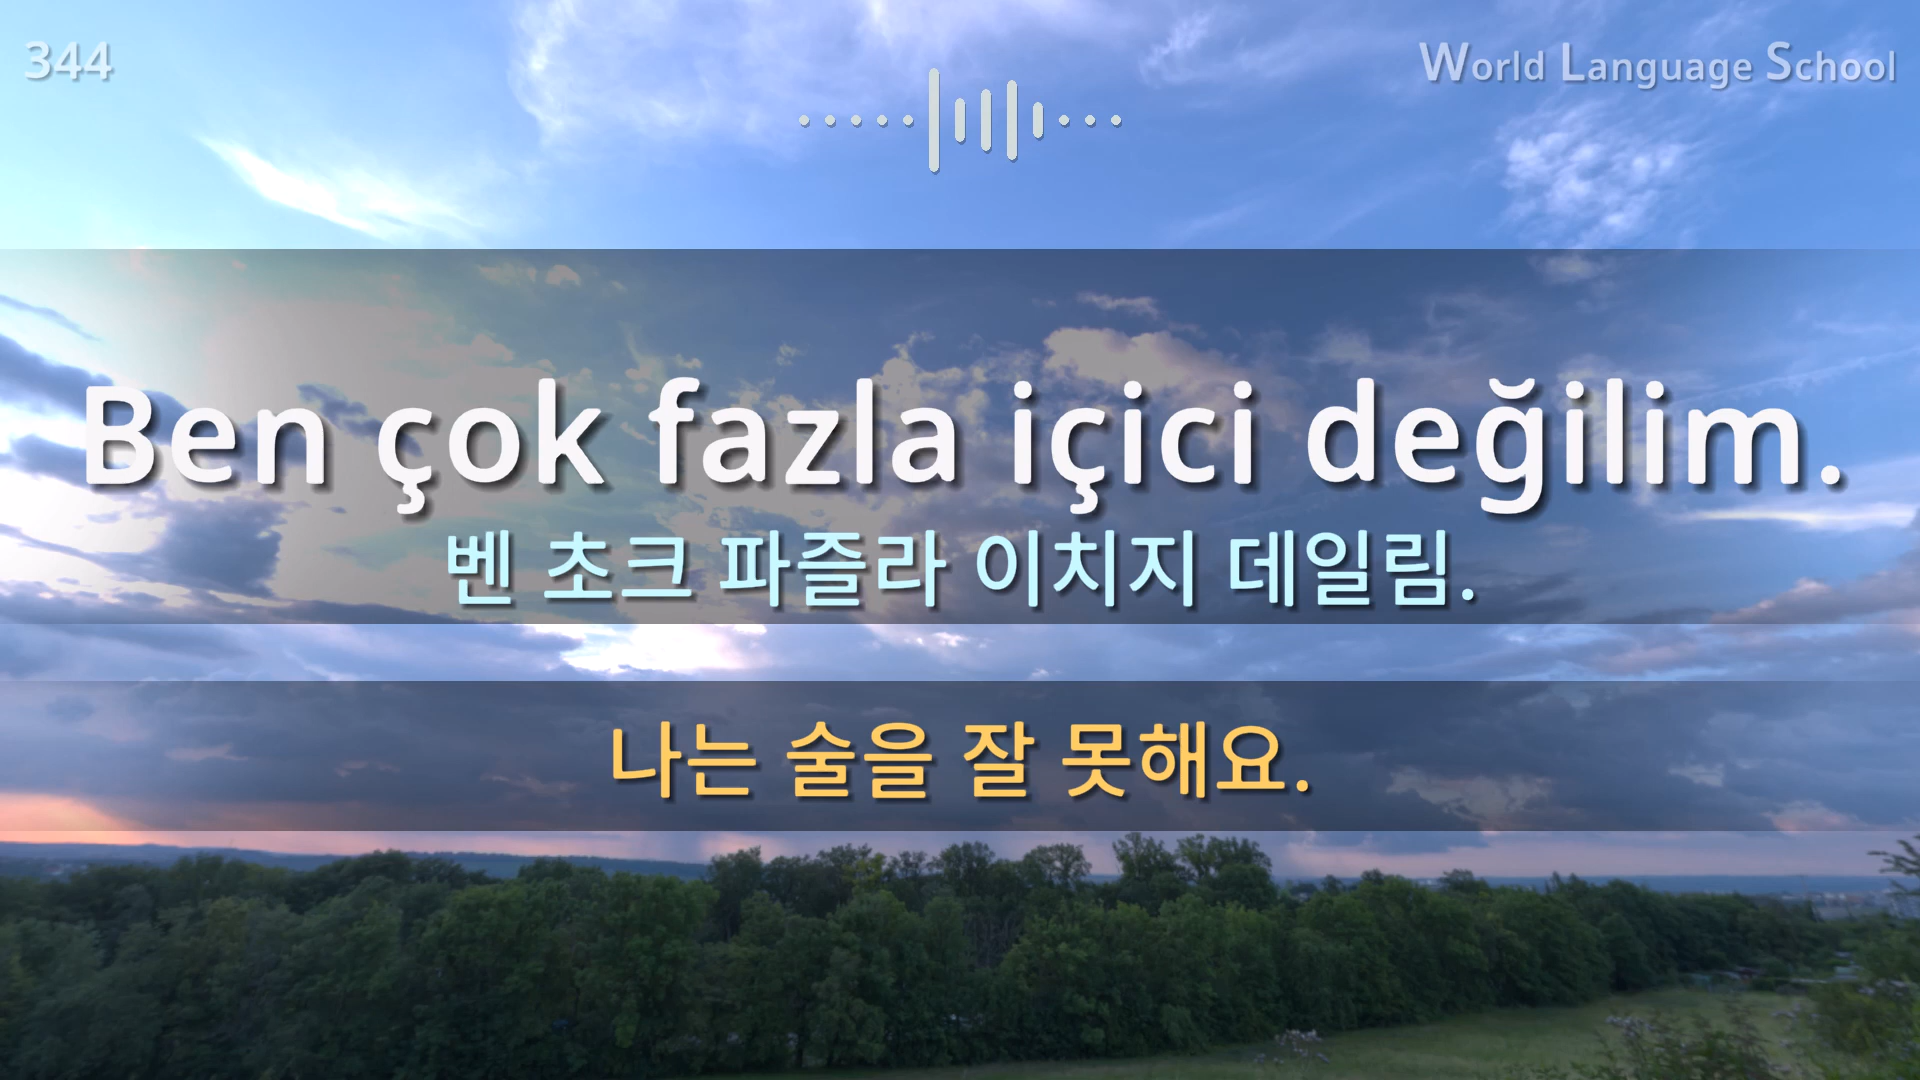 344
World Language School
Ben çok fazla içici değilim.
벤 초크 파즐라 이치지 데일림.
나는 술을 잘 못해요.